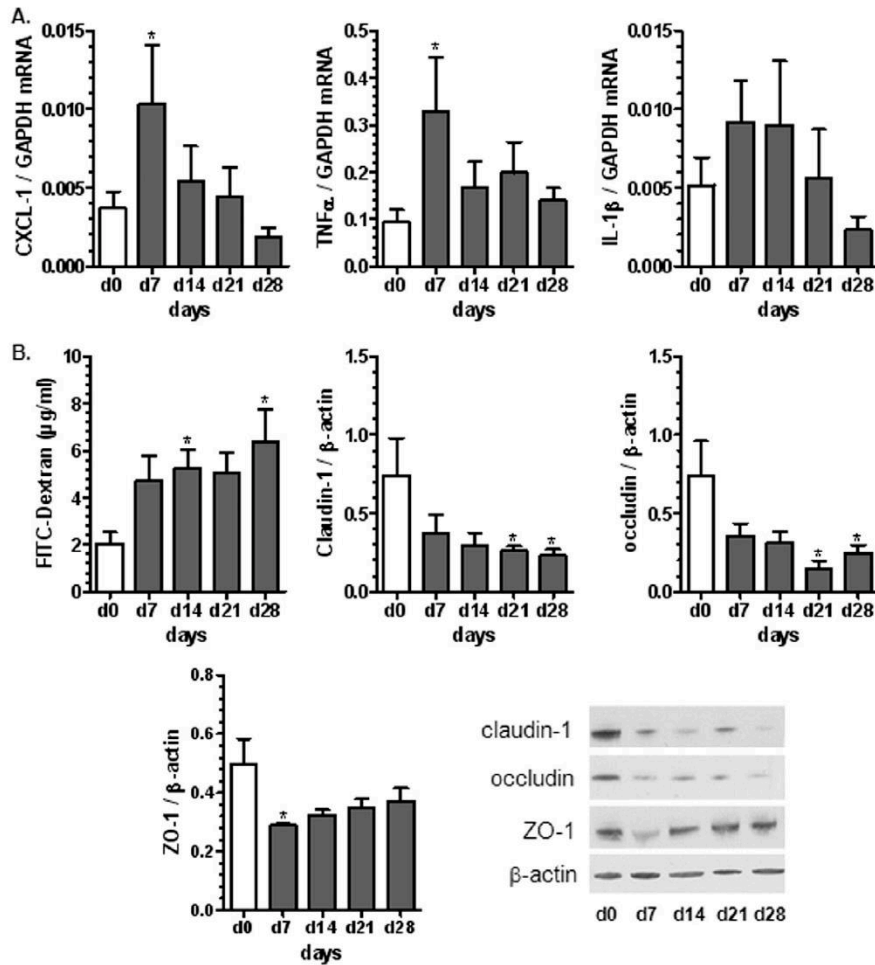 A.
CXCL-1 / GAPDH mRNA
0.015
0.010
0.005
0.000
*
d0 d7 d14 d21 d28
days
TNFα / GAPDH mRNA
0.5
0.4
0.3
0.2
0.1
0.0
*
d0 d7 d14 d21 d28
days
IL-1β / GAPDH mRNA
0.015
0.010
0.005
0.000
d0 d7 d14 d21 d28
days
B.
FITC-Dextran (µg/ml)
10
8
6
4
2
0
* *
d0 d7 d14 d21 d28
days
Claudin-1 / β-actin
1.5
1.0
0.5
0.0
* *
d0 d7 d14 d21 d28
days
occludin / β-actin
1.5
1.0
0.5
0.0
* *
d0 d7 d14 d21 d28
days
ZO-1 / β-actin
0.8
0.6
0.4
0.2
0.0
*
d0 d7 d14 d21 d28
days
claudin-1
occludin
ZO-1
β-actin
d0 d7 d14 d21 d28